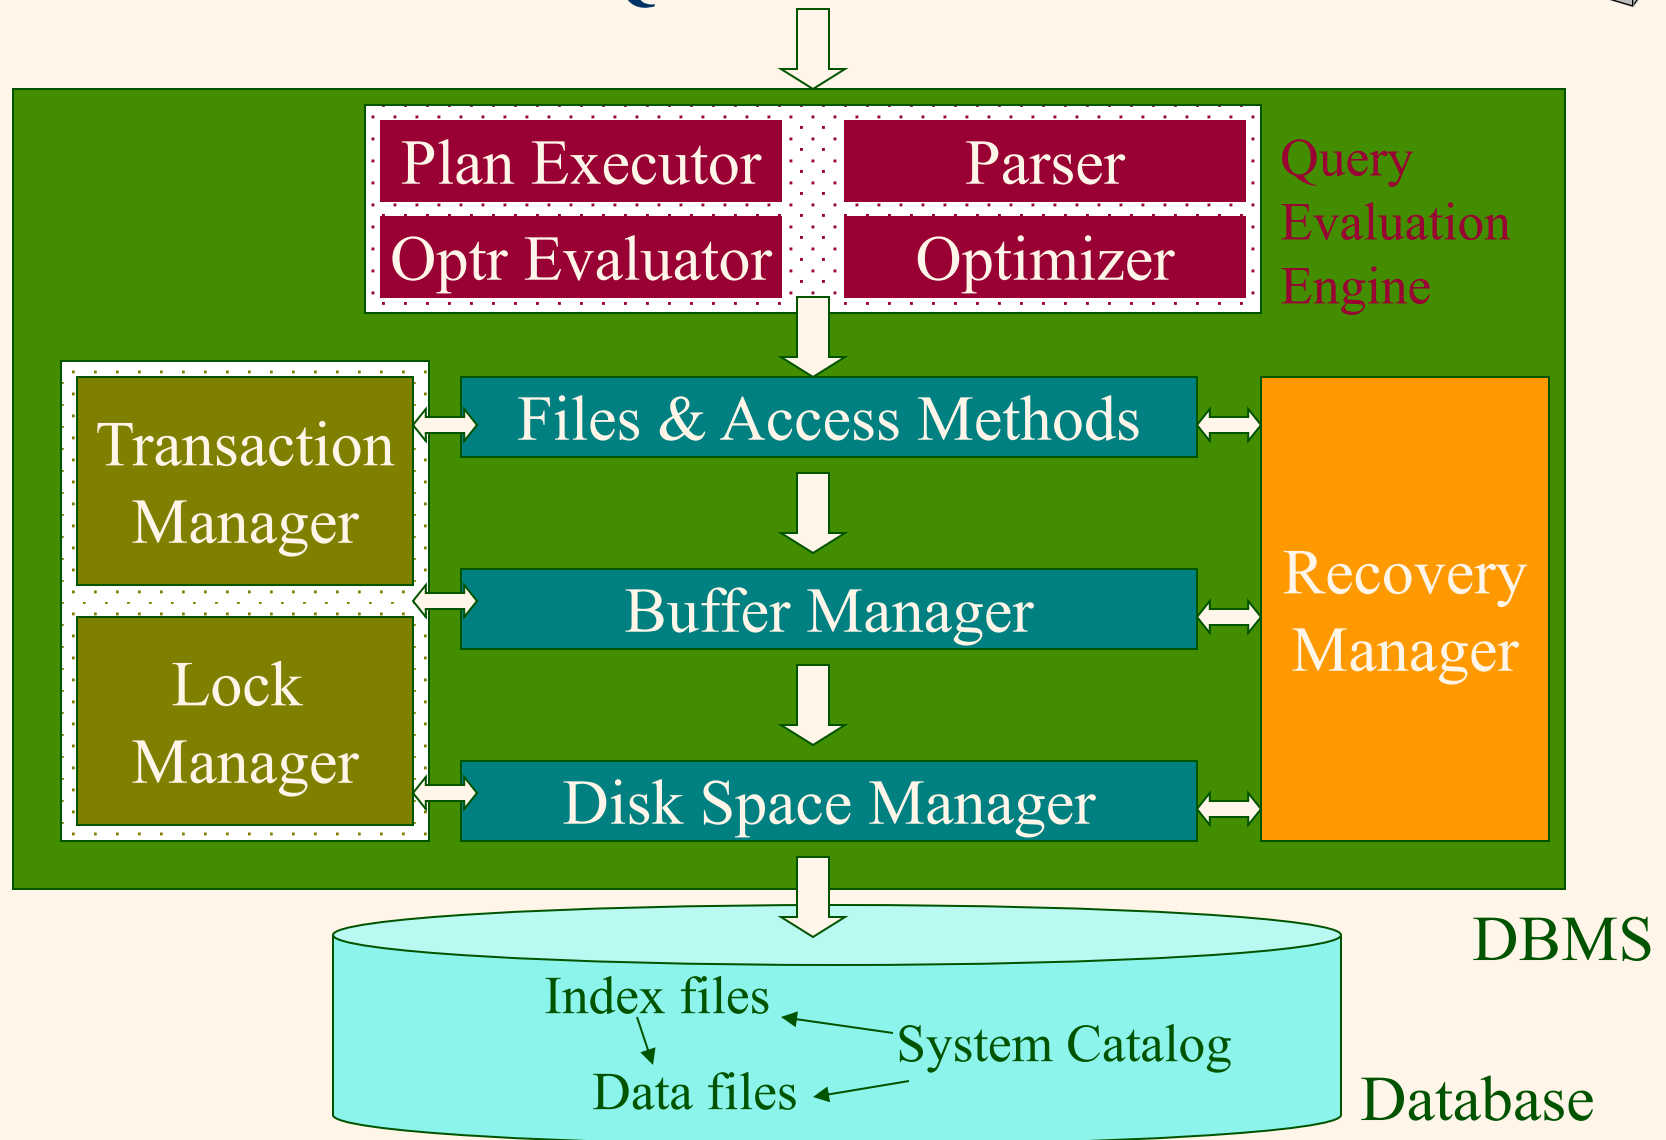 Plan Executor
Parser
Optr Evaluator
Optimizer
Query
Evaluation
Engine
Transaction
Manager
Lock
Manager
Files & Access Methods
Buffer Manager
Disk Space Manager
Recovery
Manager
DBMS
Index files
System Catalog
Data files
Database